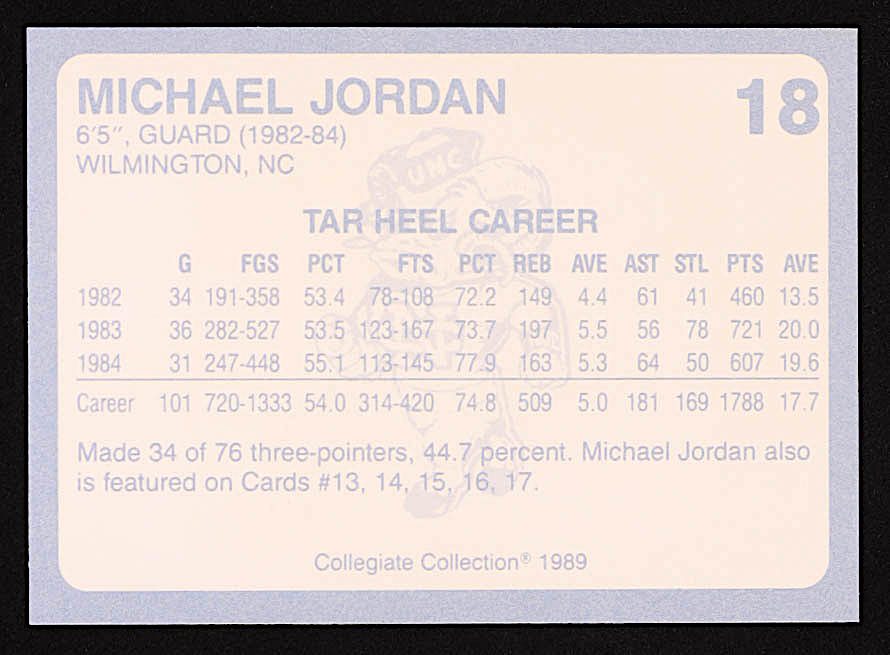 MICHAEL JORDAN 18
6'5", GUARD (1982-84)
WILMINGTON, NC
UNC
TAR HEEL CAREER
G FGS PCT FTS PCT REB AVE AST STL PTS AVE
1982 34 191-358 53.4 78-108 72.2 149 4.4 61 41 460 13.5
1983 36 282-527 53.5 123-167 73.7 197 5.5 56 78 721 20.0
1984 31 247-448 55.1 113-145 77.9 163 5.3 64 50 607 19.6
Career 101 720-1333 54.0 314-420 74.8 509 5.0 181 169 1788 17.7
Made 34 of 76 three-pointers, 44.7 percent. Michael Jordan also
is featured on Cards #13, 14, 15, 16, 17.
Collegiate Collection® 1989